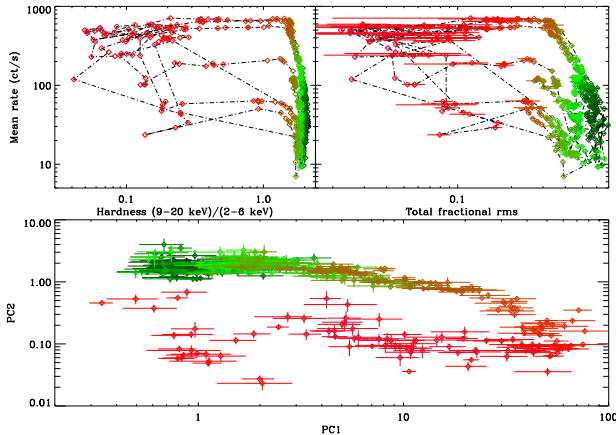 1000
100
10
Mean rate (ct/s)
0.1
1.0
0.1
Hardness (9-20 keV)/(2-6 keV)
Total fractional rms
10.00
1.00
0.10
0.01
PC2
1
10
100
PC1